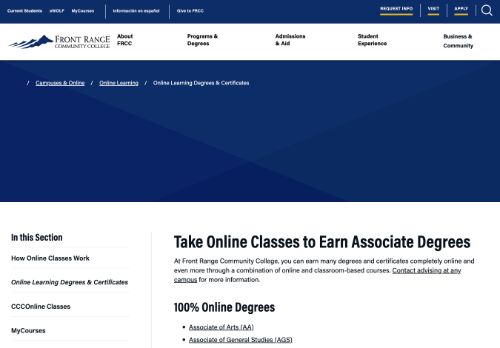 Current Students eWOLF MyCourses Información en español Give to FRCC REQUEST INFO VISIT APPLY
FRONT RANGE
COMMUNITY COLLEGE
About
FRCC
Programs &
Degrees
Admissions
& Aid
Student
Experience
Business &
Community
/ Campuses & Online / Online Learning / Online Learning Degrees & Certificates
In this Section
How Online Classes Work
Online Learning Degrees & Certificates
CCCOnline Classes
MyCourses
Take Online Classes to Earn Associate Degrees
At Front Range Community College, you can earn many degrees and certificates completely online and
even more through a combination of online and classroom-based courses. Contact advising at any
campus for more information.
100% Online Degrees
• Associate of Arts (AA)
• Associate of General Studies (AGS)